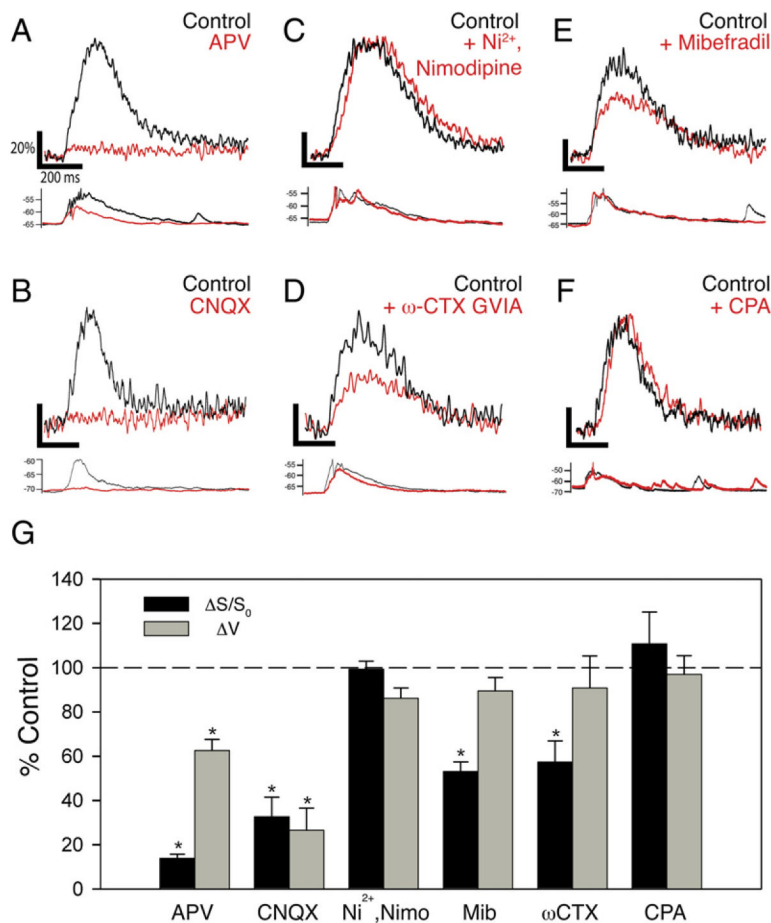 A
Control
APV
20%
200 ms
-55
-60
-65
C
Control
+ Ni²⁺,
Nimodipine
-55
-60
-65
E
Control
+ Mibefradil
-55
-60
-65
B
Control
CNQX
-60
-65
-70
D
Control
+ ω-CTX GVIA
-55
-60
-65
F
Control
+ CPA
-50
-60
-70
G
% Control
140
120
100
80
60
40
20
0
ΔS/S₀
ΔV
*
*
*
*
*
*
APV CNQX Ni²⁺,Nimo Mib ωCTX CPA